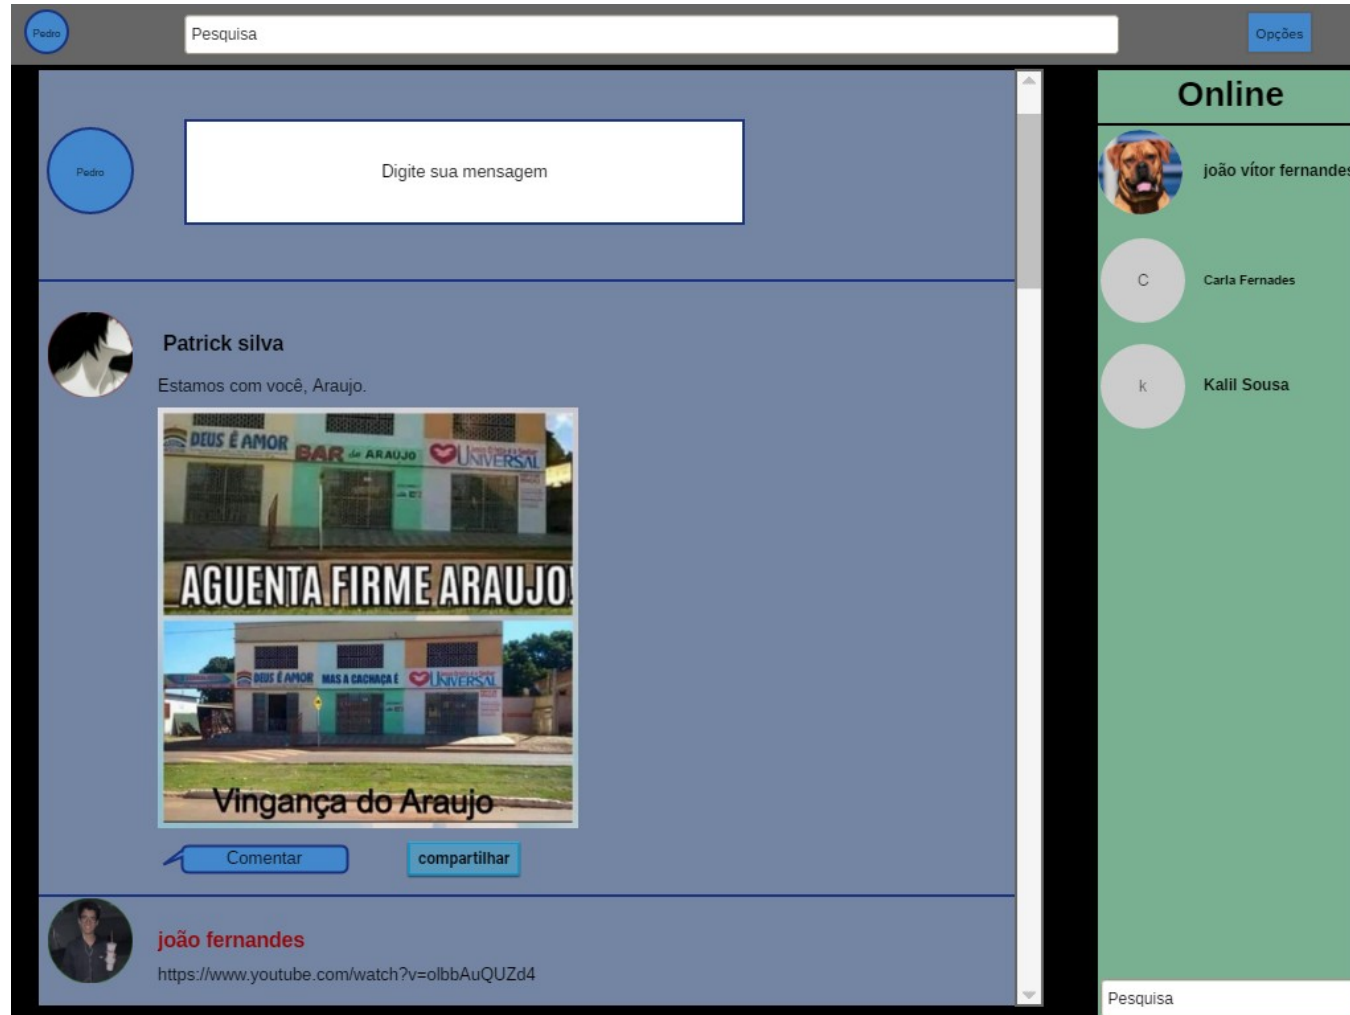 Pedro
Pesquisa
Opções
Pedro
Digite sua mensagem
Patrick silva
Estamos com você, Araujo.
DEUS É AMOR
BAR do ARAUJO
UNIVERSAL
AGUENTA FIRME ARAUJO!
DEUS É AMOR
MAS A CACHAÇA É
UNIVERSAL
Vingança do Araujo
Comentar
compartilhar
joão fernandes
https://www.youtube.com/watch?v=olbbAuQUZd4
Online
joão vítor fernandes
C
Carla Fernades
k
Kalil Sousa
Pesquisa